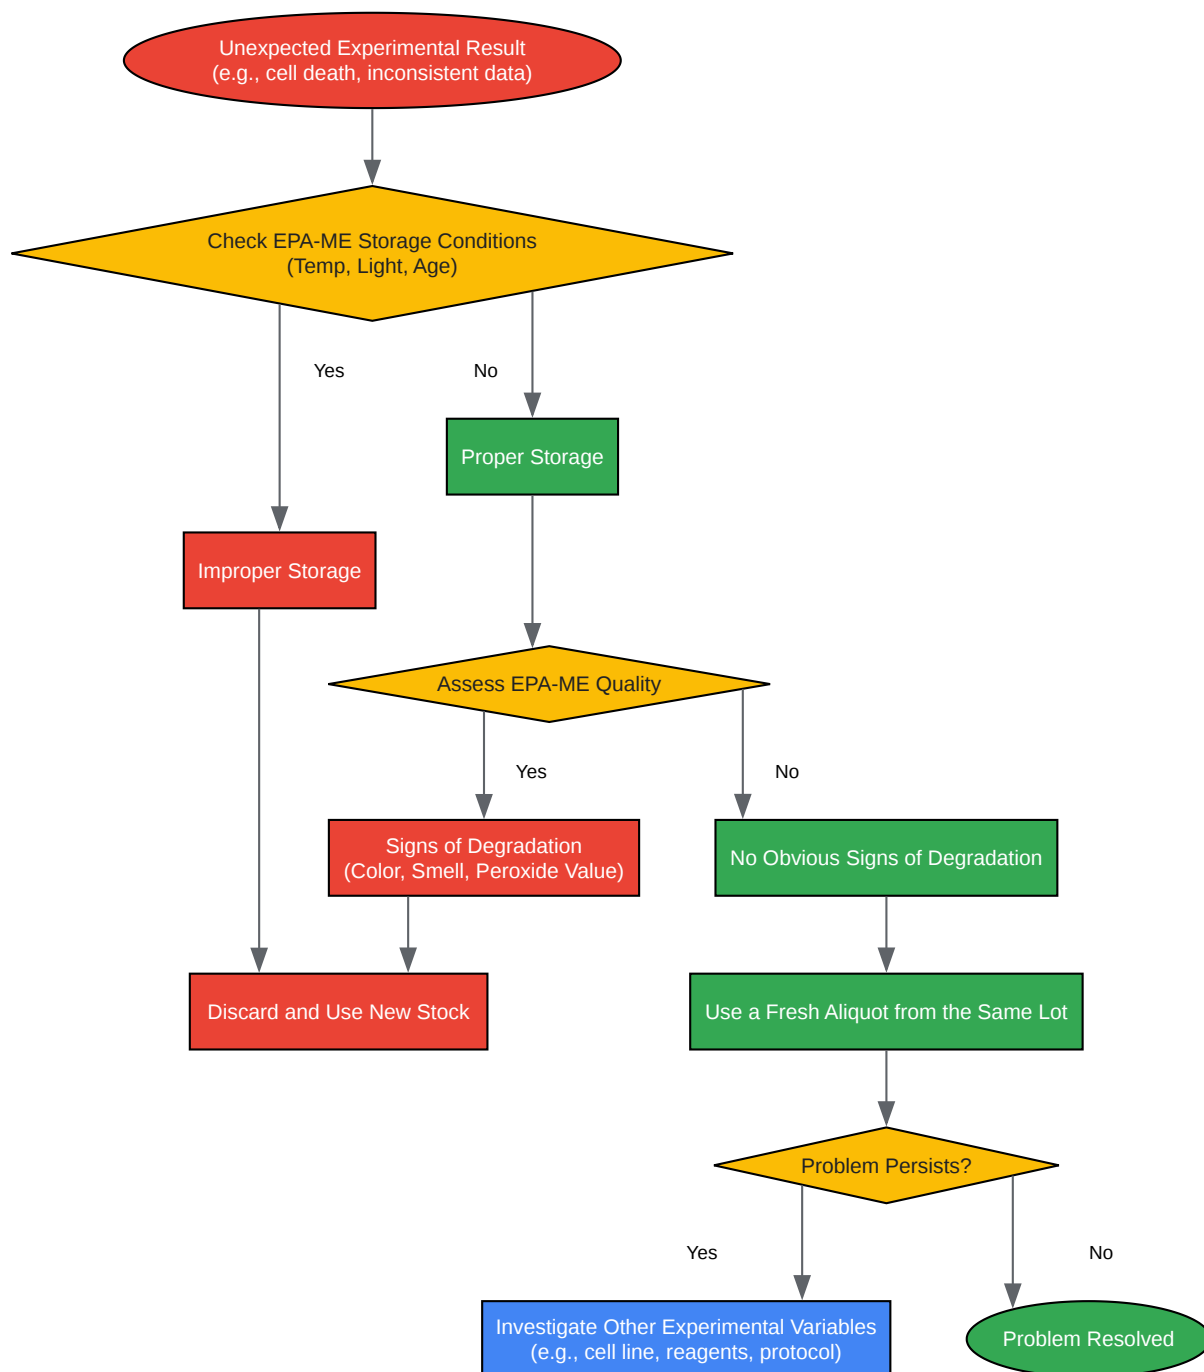 Unexpected Experimental Result
(e.g., cell death, inconsistent data)
Check EPA-ME Storage Conditions
(Temp, Light, Age)
Yes
No
Proper Storage
Improper Storage
Assess EPA-ME Quality
Yes
No
Signs of Degradation
(Color, Smell, Peroxide Value)
No Obvious Signs of Degradation
Discard and Use New Stock
Use a Fresh Aliquot from the Same Lot
Problem Persists?
Yes
No
Investigate Other Experimental Variables
(e.g., cell line, reagents, protocol)
Problem Resolved